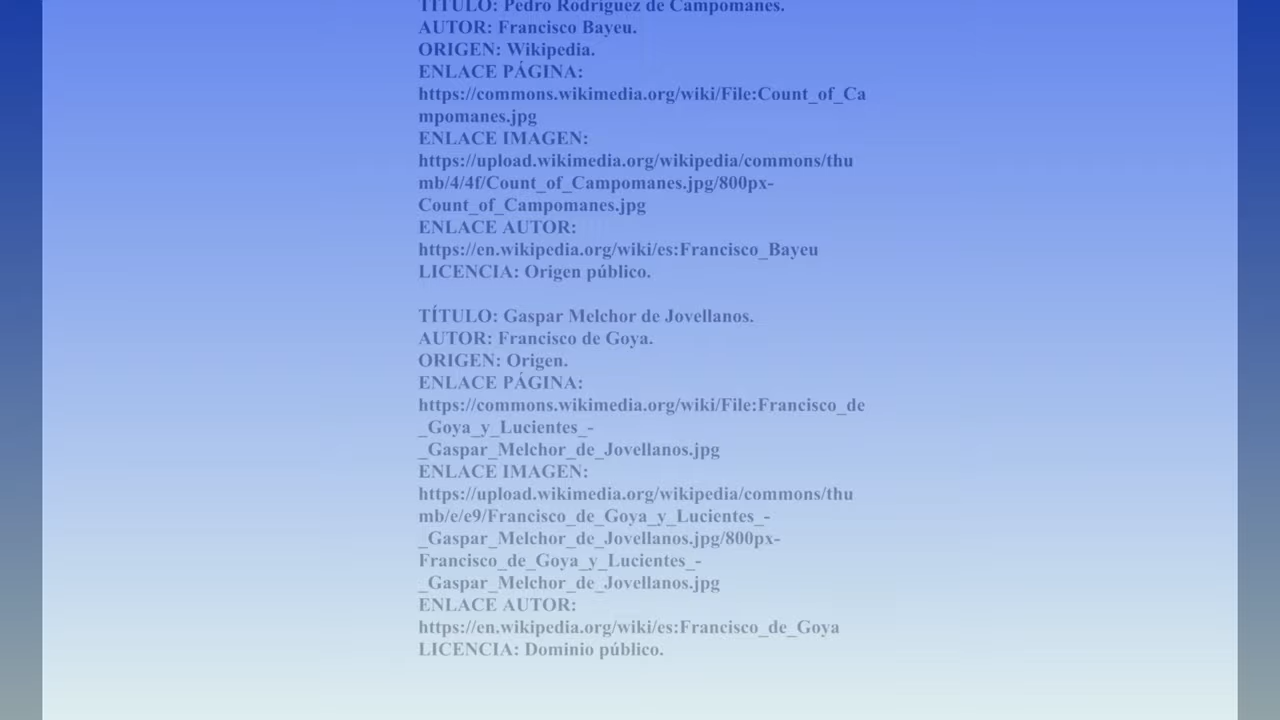 TÍTULO: Pedro Rodríguez de Campomanes.
AUTOR: Francisco Bayeu.
ORIGEN: Wikipedia.
ENLACE PÁGINA:
https://commons.wikimedia.org/wiki/File:Count_of_Ca
mpomanes.jpg
ENLACE IMAGEN:
https://upload.wikimedia.org/wikipedia/commons/thu
mb/4/4f/Count_of_Campomanes.jpg/800px-
Count_of_Campomanes.jpg
ENLACE AUTOR:
https://en.wikipedia.org/wiki/es:Francisco_Bayeu
LICENCIA: Origen público.
TÍTULO: Gaspar Melchor de Jovellanos.
AUTOR: Francisco de Goya.
ORIGEN: Origen.
ENLACE PÁGINA:
https://commons.wikimedia.org/wiki/File:Francisco_de
_Goya_y_Lucientes_-
_Gaspar_Melchor_de_Jovellanos.jpg
ENLACE IMAGEN:
https://upload.wikimedia.org/wikipedia/commons/thu
mb/e/e9/Francisco_de_Goya_y_Lucientes_-
_Gaspar_Melchor_de_Jovellanos.jpg/800px-
Francisco_de_Goya_y_Lucientes_-
_Gaspar_Melchor_de_Jovellanos.jpg
ENLACE AUTOR:
https://en.wikipedia.org/wiki/es:Francisco_de_Goya
LICENCIA: Dominio público.